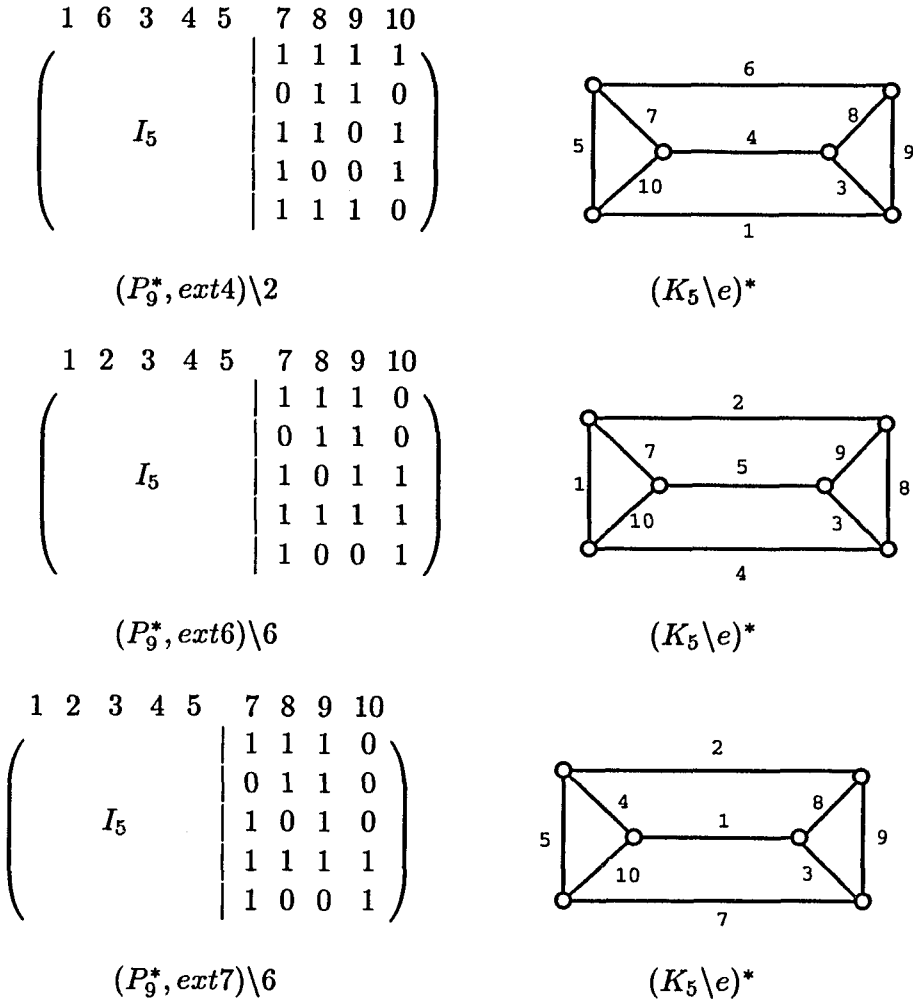 1 6 3 4 5 7 8 9 10
1 1 1 1
0 1 1 0
I₅ 1 1 0 1
1 0 0 1
1 1 1 0
6
7 8
5 4 9
10 3
1
(P₉*, ext4)\2 (K₅\e)*
1 2 3 4 5 7 8 9 10
1 1 1 0
0 1 1 0
I₅ 1 0 1 1
1 1 1 1
1 0 0 1
2
7 9
1 5 8
10 3
4
(P₉*, ext6)\6 (K₅\e)*
1 2 3 4 5 7 8 9 10
1 1 1 0
0 1 1 0
I₅ 1 0 1 0
1 1 1 1
1 0 0 1
2
4 8
5 1 9
10 3
7
(P₉*, ext7)\6 (K₅\e)*